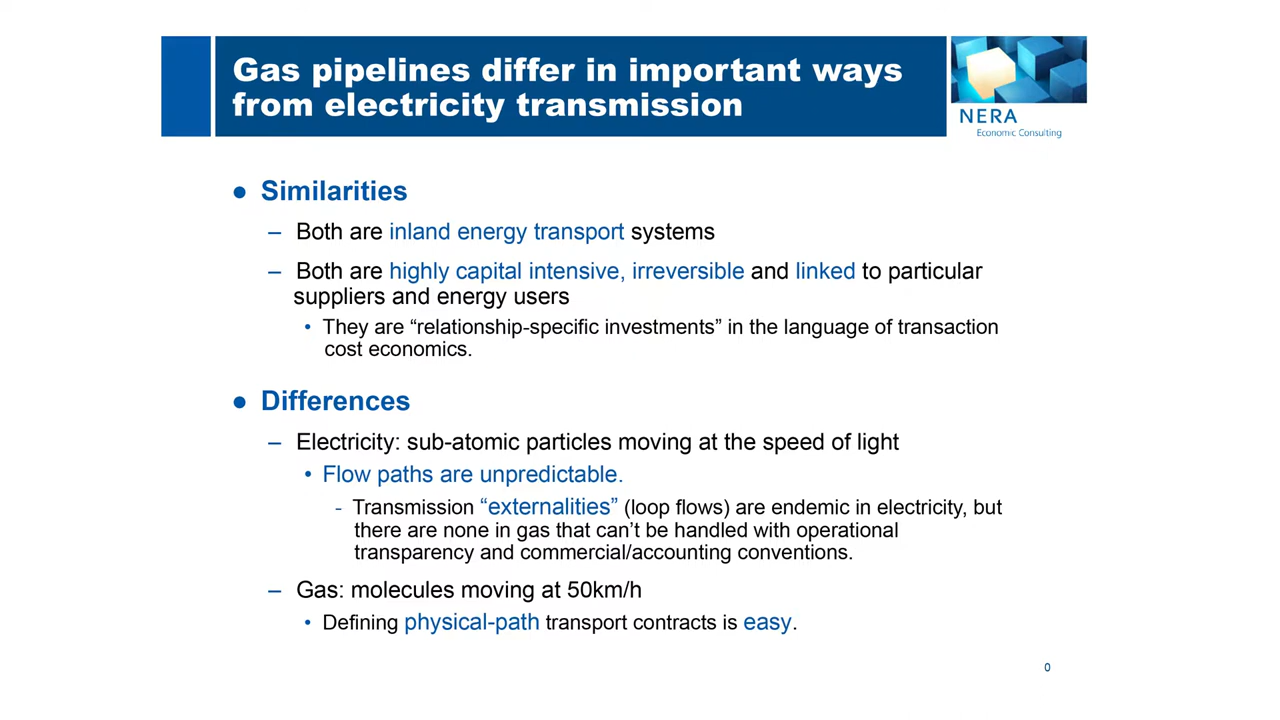 Gas pipelines differ in important ways
from electricity transmission
NERA
Economic Consulting
● Similarities
– Both are inland energy transport systems
– Both are highly capital intensive, irreversible and linked to particular
suppliers and energy users
• They are “relationship-specific investments” in the language of transaction
cost economics.
● Differences
– Electricity: sub-atomic particles moving at the speed of light
• Flow paths are unpredictable.
- Transmission “externalities” (loop flows) are endemic in electricity, but
there are none in gas that can’t be handled with operational
transparency and commercial/accounting conventions.
– Gas: molecules moving at 50km/h
• Defining physical-path transport contracts is easy.
0